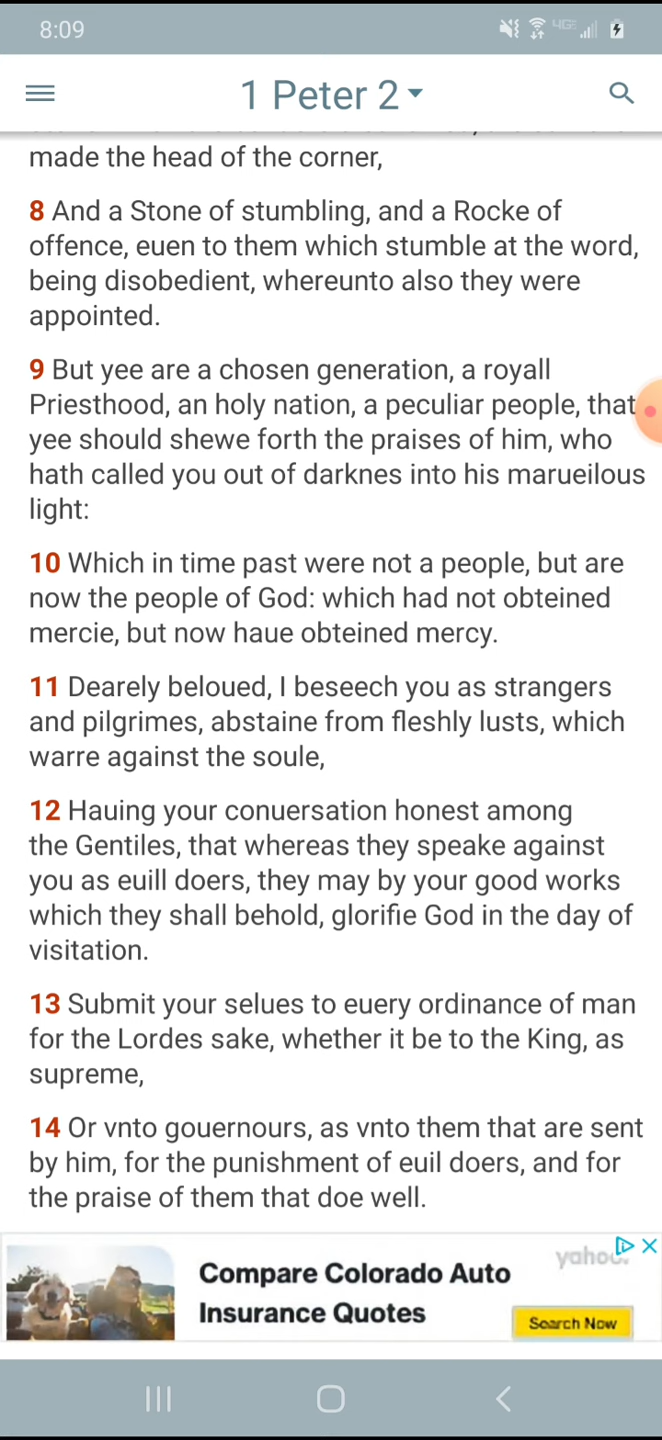 8:09
4GE
1 Peter 2
made the head of the corner,
8 And a Stone of stumbling, and a Rocke of
offence, euen to them which stumble at the word,
being disobedient, whereunto also they were
appointed.
9 But yee are a chosen generation, a royall
Priesthood, an holy nation, a peculiar people, that
yee should shewe forth the praises of him, who
hath called you out of darknes into his marueilous
light:
10 Which in time past were not a people, but are
now the people of God: which had not obteined
mercie, but now haue obteined mercy.
11 Dearely beloued, I beseech you as strangers
and pilgrimes, abstaine from fleshly lusts, which
warre against the soule,
12 Hauing your conuersation honest among
the Gentiles, that whereas they speake against
you as euill doers, they may by your good works
which they shall behold, glorifie God in the day of
visitation.
13 Submit your selues to euery ordinance of man
for the Lordes sake, whether it be to the King, as
supreme,
14 Or vnto gouernours, as vnto them that are sent
by him, for the punishment of euil doers, and for
the praise of them that doe well.
yahoo!
Compare Colorado Auto
Insurance Quotes
Search Now